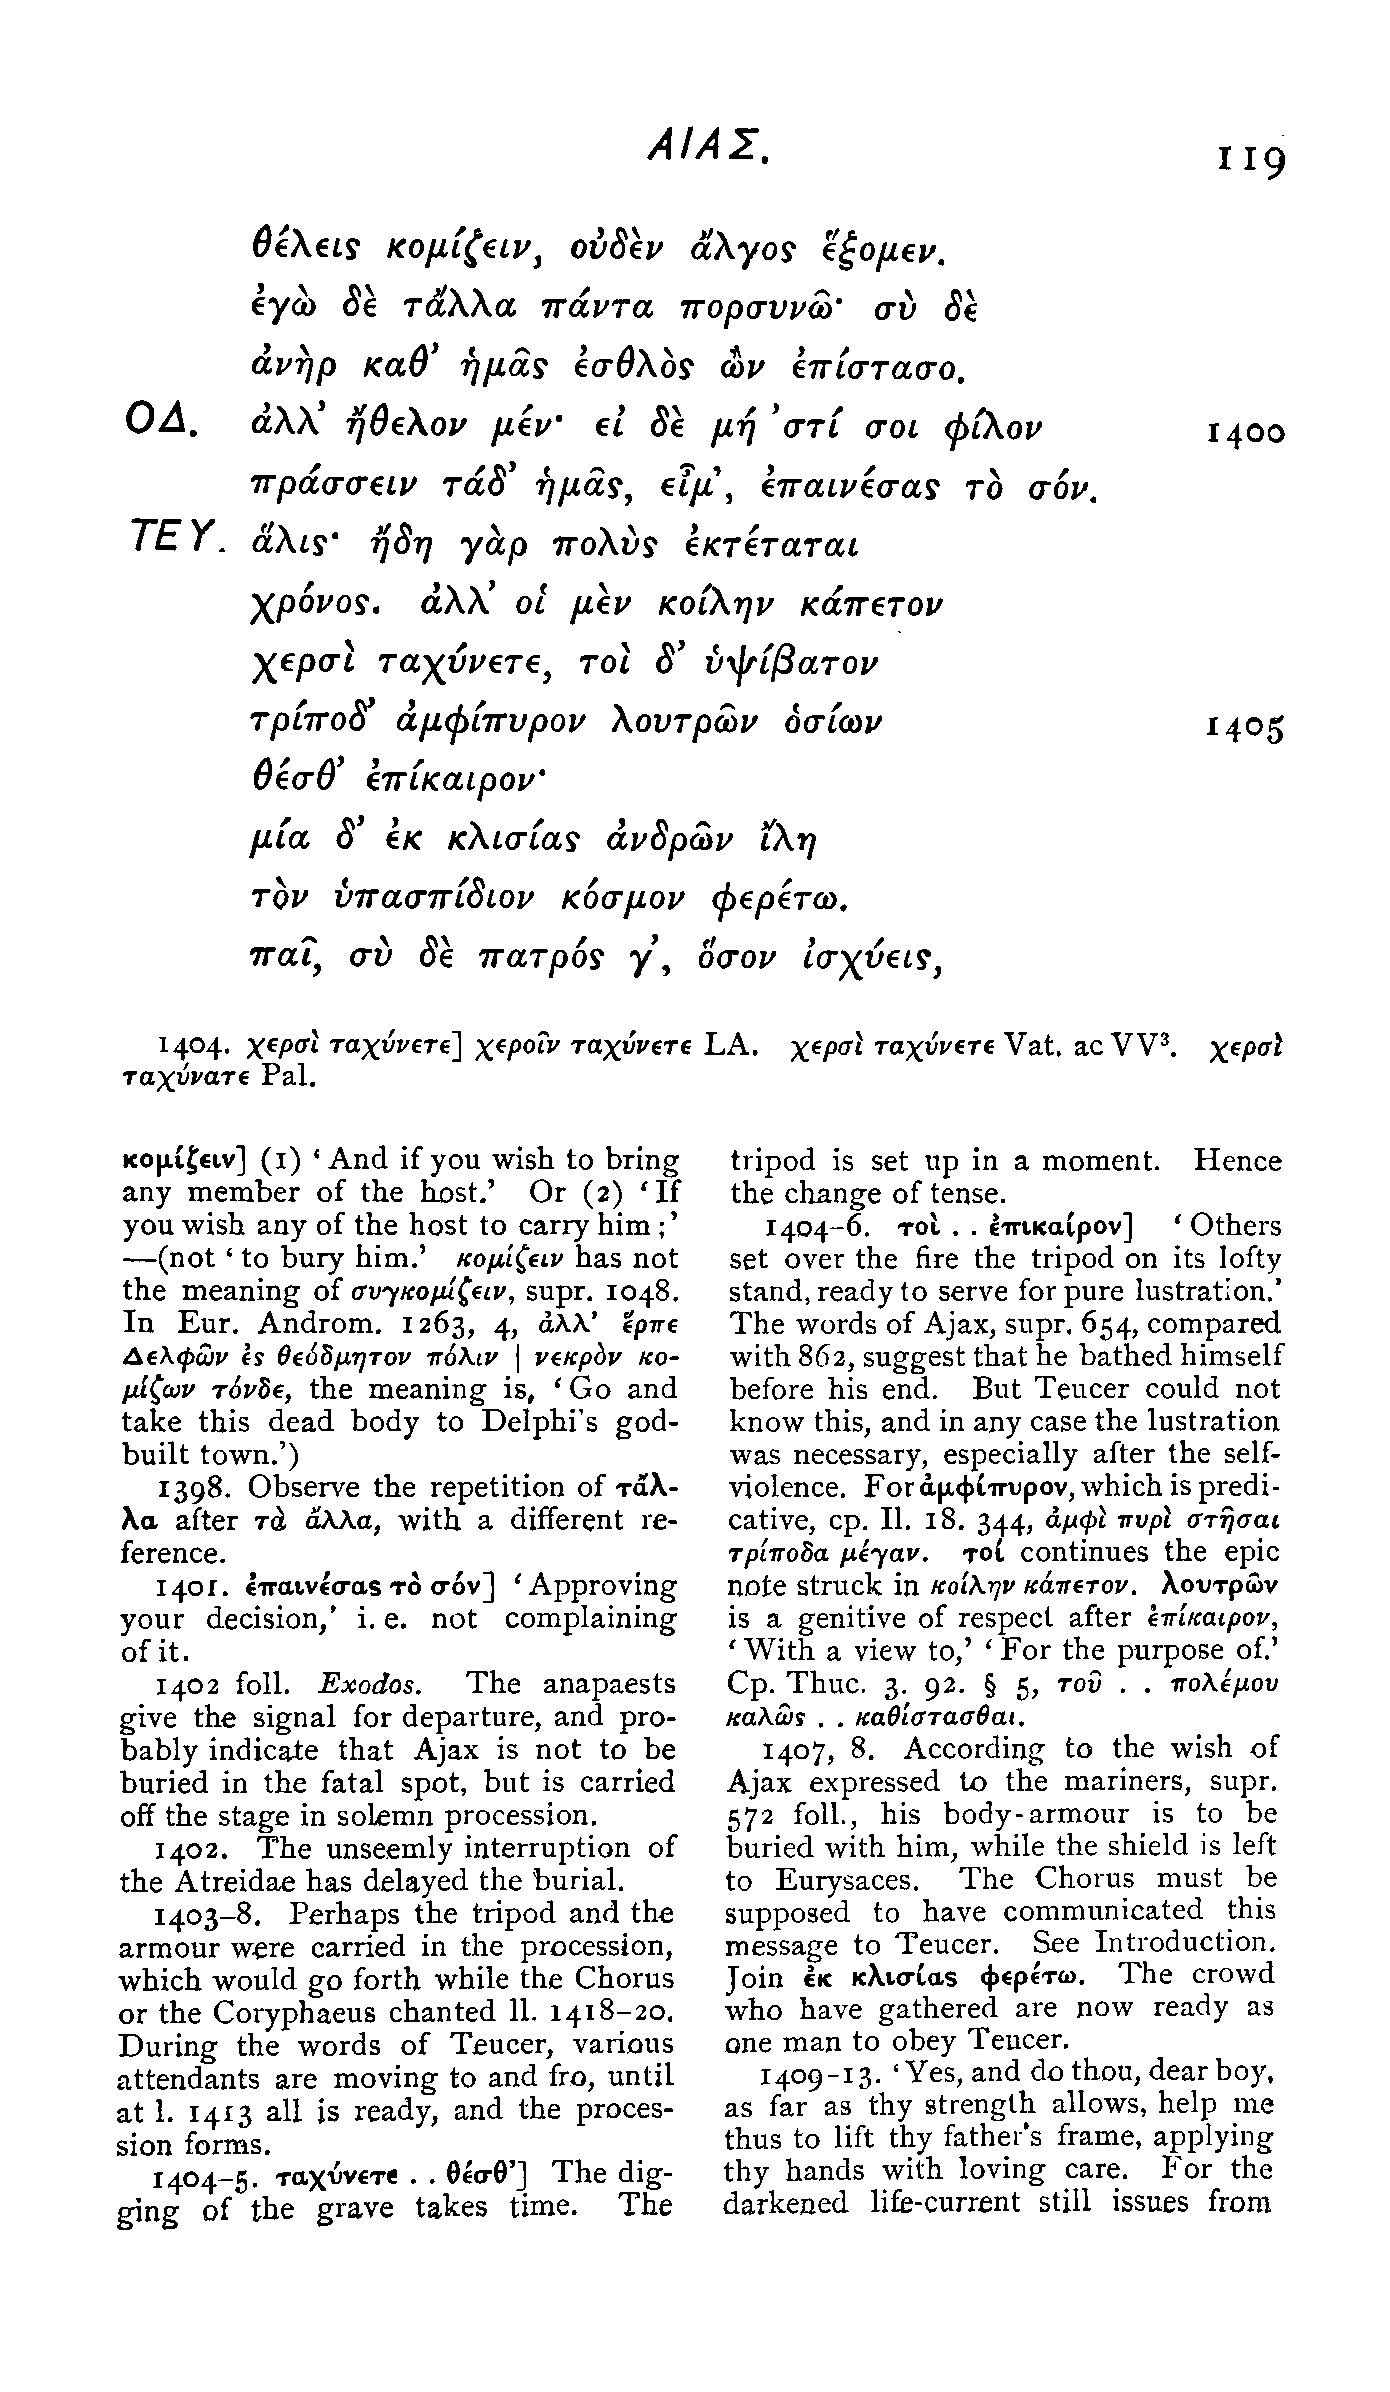 ΑΙΑΣ.
119
θέλεις κομίζειν, οὐδὲν ἄλγος ἕξομεν.
ἐγὼ δὲ τἄλλα πάντα πορσυνῶ· σὺ δὲ
ἀνὴρ καθ’ ἡμᾶς ἐσθλὸς ὢν ἐπίστασο.
ΟΔ. ἀλλ’ ἤθελον μέν· εἰ δὲ μή ’στί σοι φίλον 1400
πράσσειν τάδ’ ἡμᾶς, εἶμ’, ἐπαινέσας τὸ σόν.
ΤΕΥ. ἅλις· ἤδη γὰρ πολὺς ἐκτέταται
χρόνος. ἀλλ’ οἱ μὲν κοίλην κάπετον
χερσὶ ταχύνετε, τοὶ δ’ ὑψίβατον
τρίποδ’ ἀμφίπυρον λουτρῶν ὁσίων 1405
θέσθ’ ἐπίκαιρον·
μία δ’ ἐκ κλισίας ἀνδρῶν ἴλη
τὸν ὑπασπίδιον κόσμον φερέτω.
παῖ, σὺ δὲ πατρός γ’, ὅσον ἰσχύεις,
1404. χερσὶ ταχύνετε] χεροῖν ταχύνετε LA. χερσὶ ταχύνετε Vat. ac VV³. χερσὶ
ταχύνατε Pal.
κομίζειν] (1) ‘And if you wish to bring
any member of the host.’ Or (2) ‘If
you wish any of the host to carry him;’
—(not ‘to bury him.’ κομίζειν has not
the meaning of συγκομίζειν, supr. 1048.
In Eur. Androm. 1263, 4, ἀλλ’ ἕρπε
Δελφῶν ἐς θεόδμητον πόλιν | νεκρὸν κο-
μίζων τόνδε, the meaning is, ‘Go and
take this dead body to Delphi's god-
built town.’)
1398. Observe the repetition of τἄλ-
λα after τὰ ἄλλα, with a different re-
ference.
1401. ἐπαινέσας τὸ σόν] ‘Approving
your decision,’ i. e. not complaining
of it.
1402 foll. Exodos. The anapaests
give the signal for departure, and pro-
bably indicate that Ajax is not to be
buried in the fatal spot, but is carried
off the stage in solemn procession.
1402. The unseemly interruption of
the Atreidae has delayed the burial.
1403–8. Perhaps the tripod and the
armour were carried in the procession,
which would go forth while the Chorus
or the Coryphaeus chanted ll. 1418–20.
During the words of Teucer, various
attendants are moving to and fro, until
at l. 1413 all is ready, and the proces-
sion forms.
1404–5. ταχύνετε . . θέσθ’] The dig-
ging of the grave takes time. The
tripod is set up in a moment. Hence
the change of tense.
1404–6. τοὶ . . ἐπικαίρον] ‘Others
set over the fire the tripod on its lofty
stand, ready to serve for pure lustration.’
The words of Ajax, supr. 654, compared
with 862, suggest that he bathed himself
before his end. But Teucer could not
know this, and in any case the lustration
was necessary, especially after the self-
violence. For ἀμφίπυρον, which is predi-
cative, cp. Il. 18. 344, ἀμφὶ πυρὶ στῆσαι
τρίποδα μέγαν. τοί continues the epic
note struck in κοίλην κάπετον. λουτρῶν
is a genitive of respect after ἐπίκαιρον,
‘With a view to,’ ‘For the purpose of.’
Cp. Thuc. 3. 92. § 5, τοῦ . . πολέμου
καλῶς . . καθίστασθαι.
1407, 8. According to the wish of
Ajax expressed to the mariners, supr.
572 foll., his body-armour is to be
buried with him, while the shield is left
to Eurysaces. The Chorus must be
supposed to have communicated this
message to Teucer. See Introduction.
Join ἐκ κλισίας φερέτω. The crowd
who have gathered are now ready as
one man to obey Teucer.
1409–13. ‘Yes, and do thou, dear boy,
as far as thy strength allows, help me
thus to lift thy father's frame, applying
thy hands with loving care. For the
darkened life-current still issues from